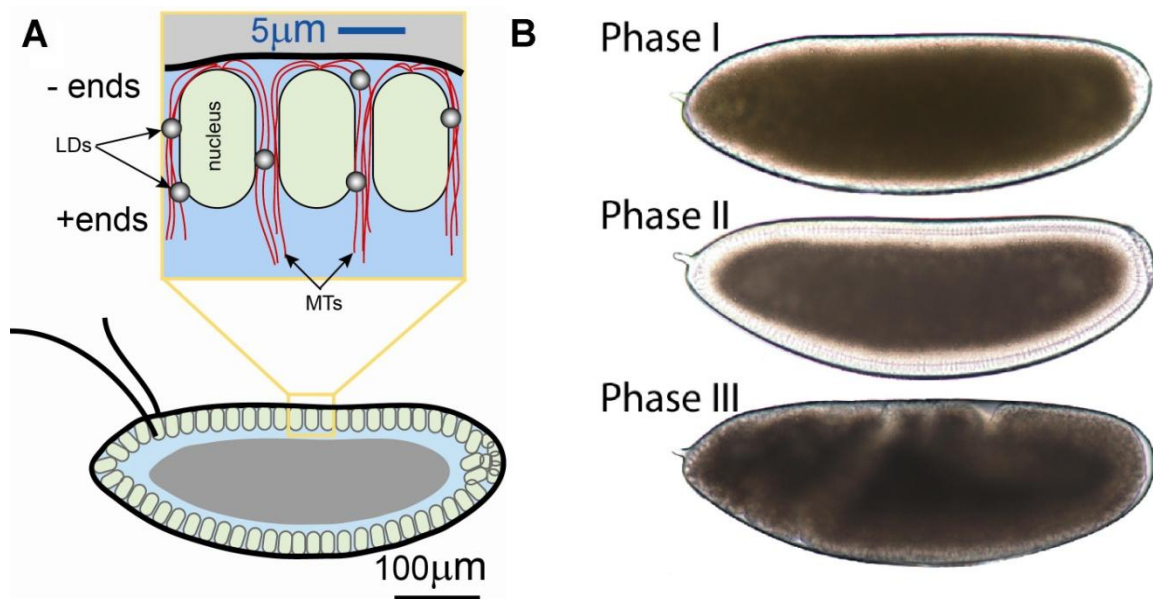 A
5μm
- ends
LDs
nucleus
+ends
MTs
100μm
B
Phase I
Phase II
Phase III